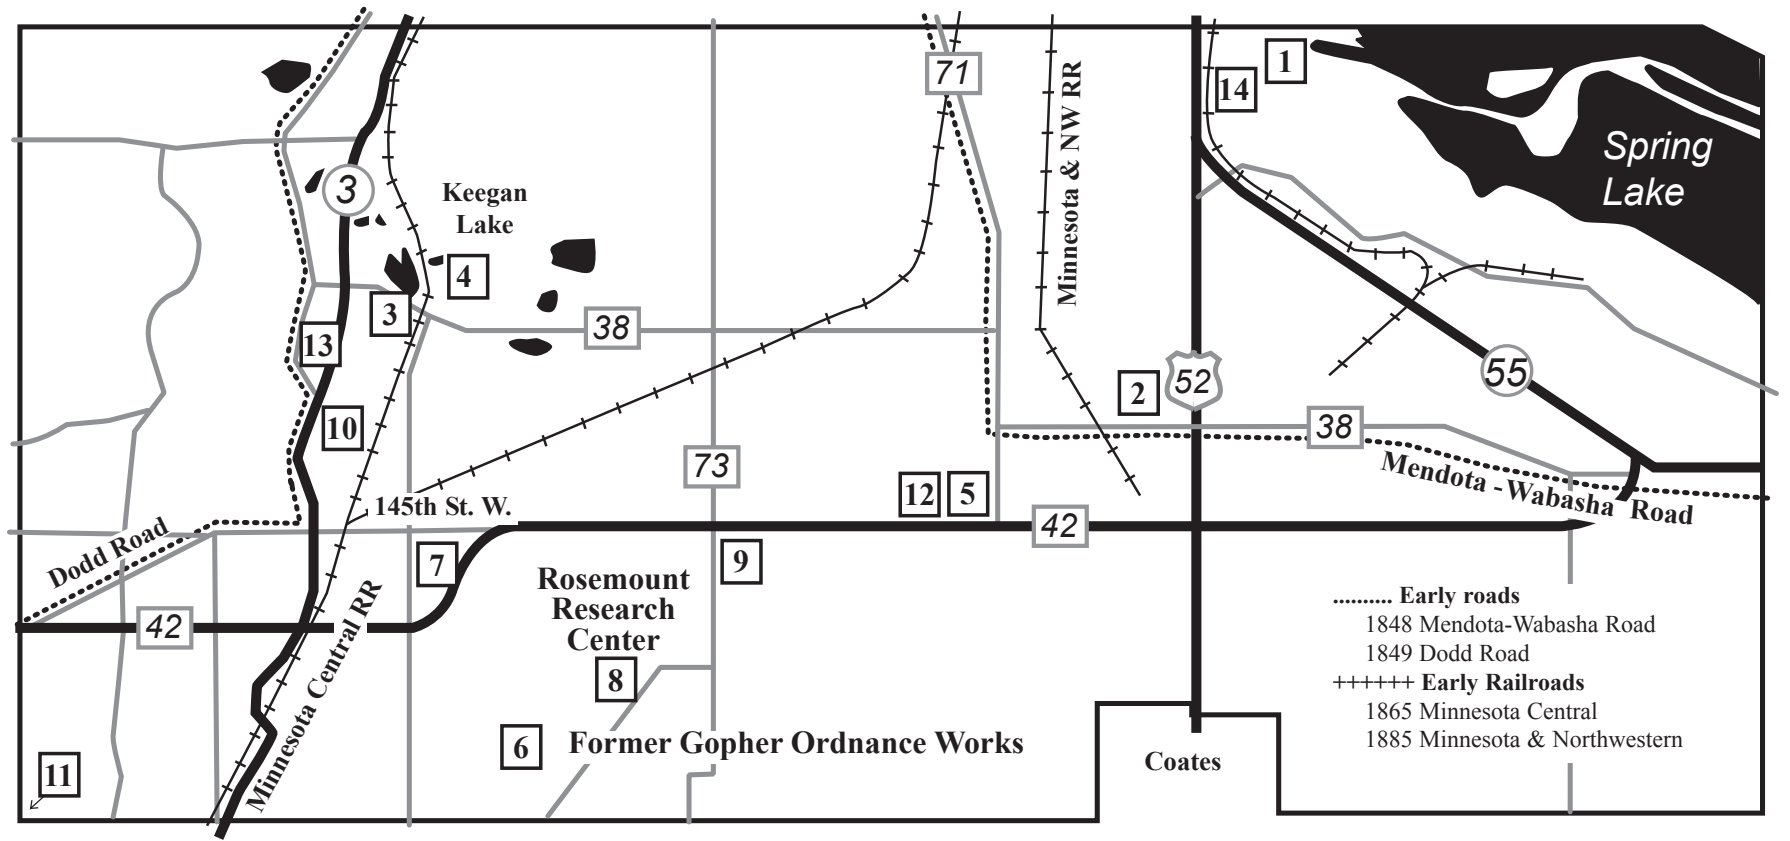 1
71
14
Minnesota & NW RR
Spring
Lake
3
Keegan
Lake
4
3
13
38
52
55
2
10
38
73
Mendota -Wabasha Road
12
5
145th St. W.
42
Dodd Road
7
9
Rosemount
Research
Center
42
Minnesota Central RR
8
.......... Early roads
1848 Mendota-Wabasha Road
1849 Dodd Road
++++++ Early Railroads
1865 Minnesota Central
1885 Minnesota & Northwestern
6
Former Gopher Ordnance Works
Coates
11